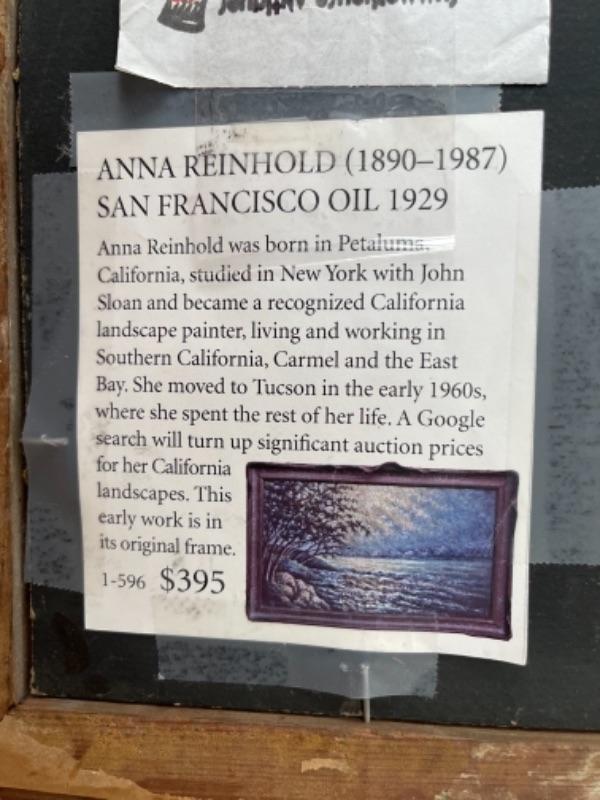 ANNA REINHOLD (1890–1987)
SAN FRANCISCO OIL 1929
Anna Reinhold was born in Petaluma,
California, studied in New York with John
Sloan and became a recognized California
landscape painter, living and working in
Southern California, Carmel and the East
Bay. She moved to Tucson in the early 1960s,
where she spent the rest of her life. A Google
search will turn up significant auction prices
for her California
landscapes. This
early work is in
its original frame.
1-596 $395